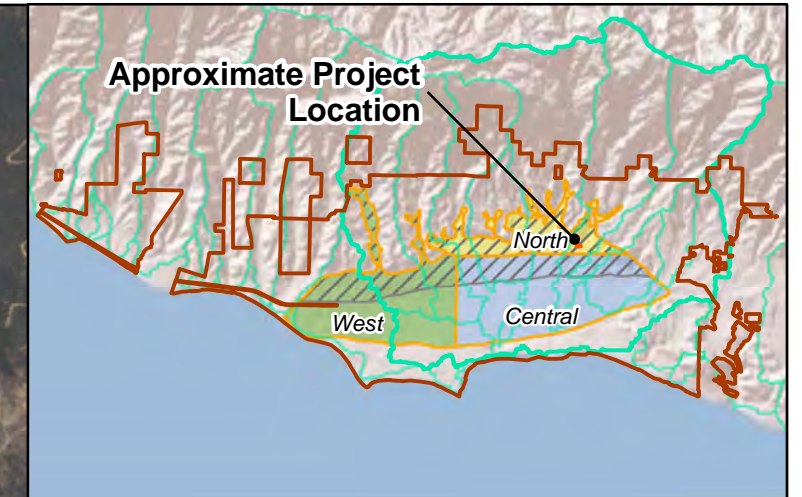 Approximate Project
Location
North
West
Central